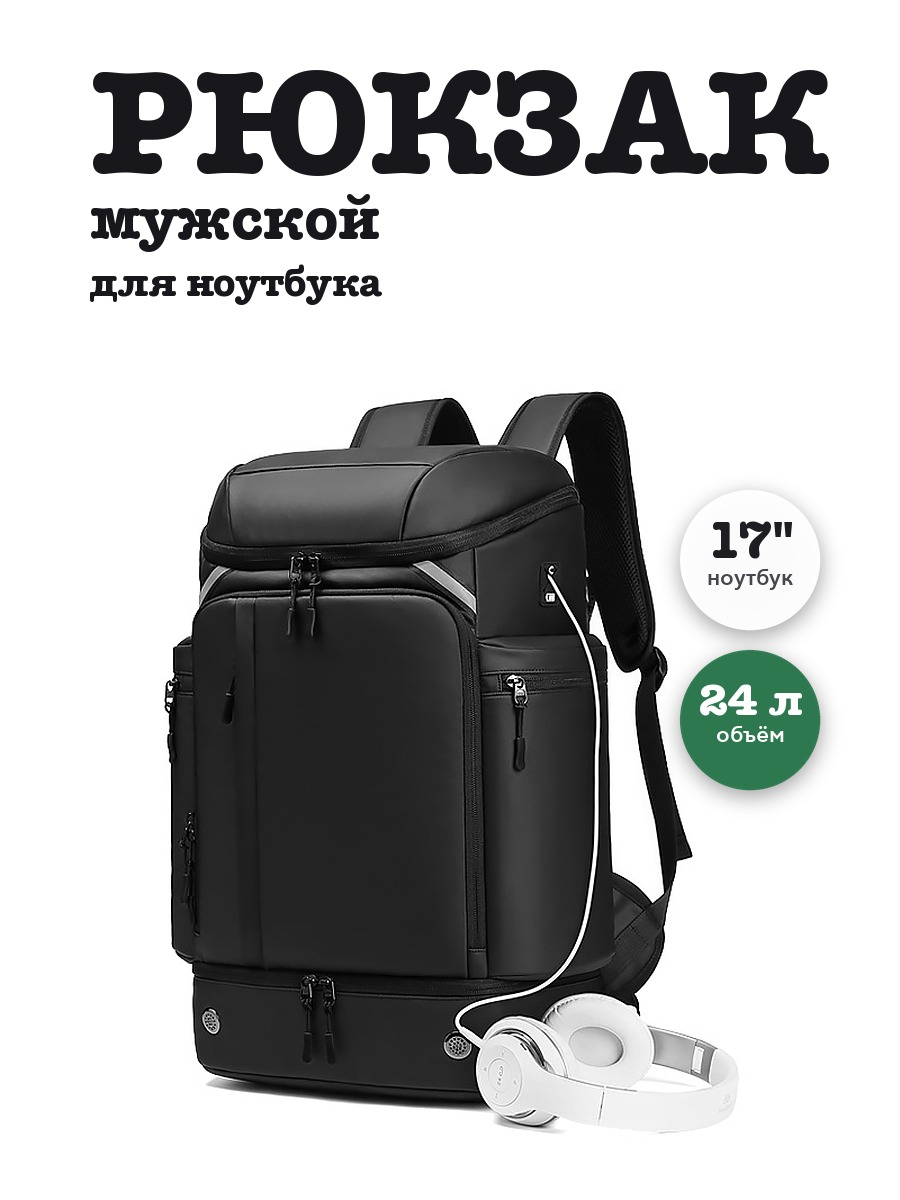 РЮКЗАК
мужской
для ноутбука
17"
ноутбук
24 л
объём